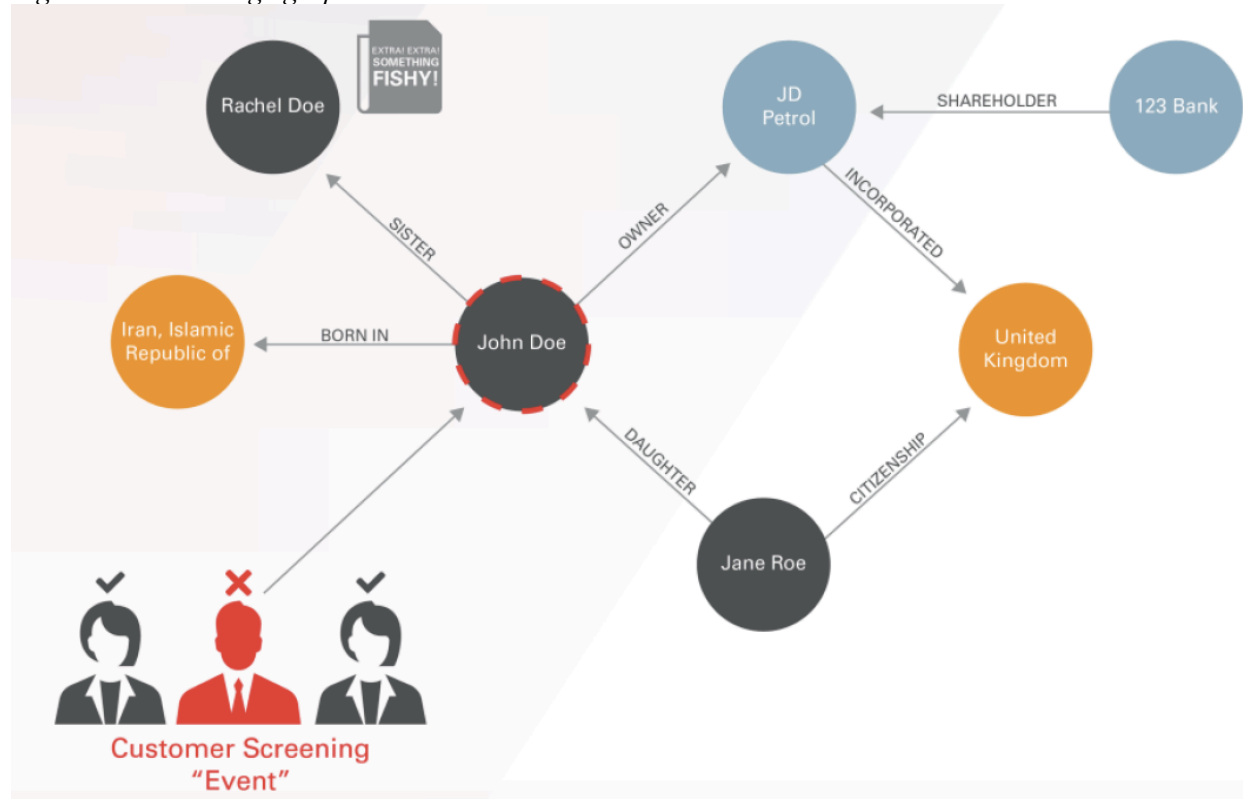 Rachel Doe
EXTRA! EXTRA!
SOMETHING
FISHY!
JD
Petrol
SHAREHOLDER
123 Bank
SISTER
OWNER
INCORPORATED
Iran, Islamic
Republic of
BORN IN
John Doe
United
Kingdom
DAUGHTER
CITIZENSHIP
Jane Roe
Customer Screening
“Event”